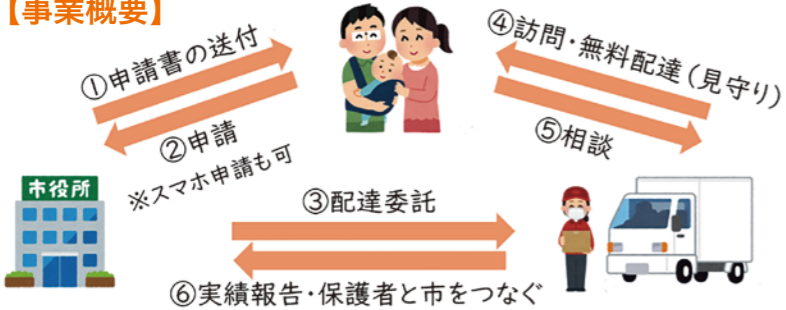 【事業概要】
①申請書の送付
②申請
※スマホ申請も可
④訪問・無料配達(見守り)
⑤相談
市役所
③配達委託
⑥実績報告・保護者と市をつなぐ